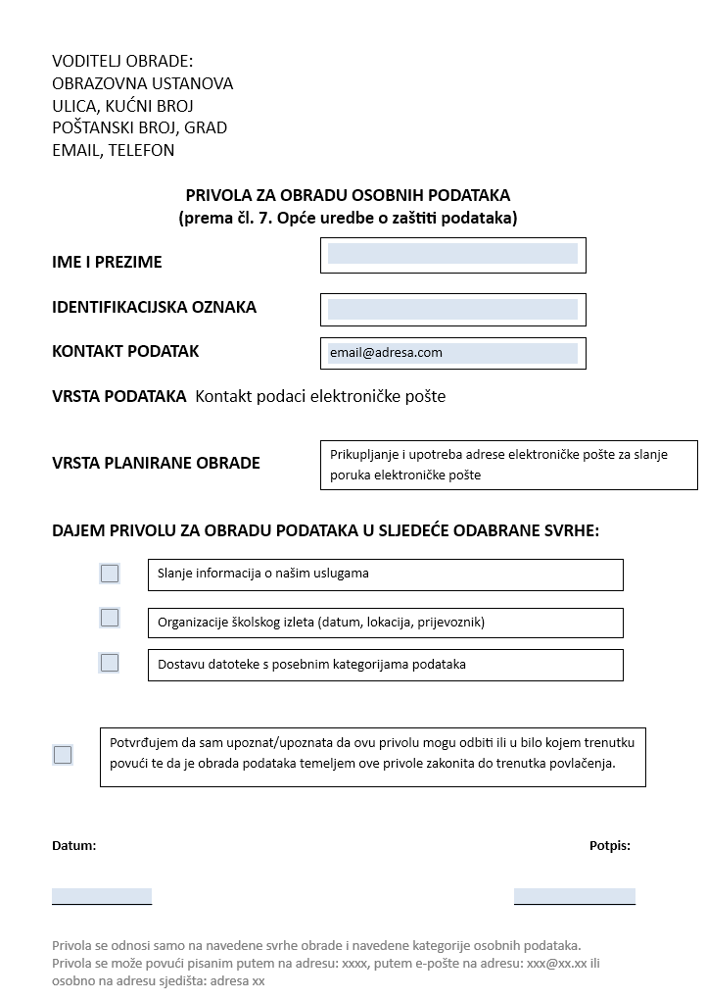 VODITELJ OBRADE:
OBRAZOVNA USTANOVA
ULICA, KUĆNI BROJ
POŠTANSKI BROJ, GRAD
EMAIL, TELEFON
PRIVOLA ZA OBRADU OSOBNIH PODATAKA
(prema čl. 7. Opće uredbe o zaštiti podataka)
IME I PREZIME
IDENTIFIKACIJSKA OZNAKA
KONTAKT PODATAK email@adresa.com
VRSTA PODATAKA Kontakt podaci elektroničke pošte
VRSTA PLANIRANE OBRADE
Prikupljanje i upotreba adrese elektroničke pošte za slanje
poruka elektroničke pošte
DAJEM PRIVOLU ZA OBRADU PODATAKA U SLJEDEĆE ODABRANE SVRHE:
Slanje informacija o našim uslugama
Organizacije školskog izleta (datum, lokacija, prijevoznik)
Dostavu datoteke s posebnim kategorijama podataka
Potvrđujem da sam upoznat/upoznata da ovu privolu mogu odbiti ili u bilo kojem trenutku
povući te da je obrada podataka temeljem ove privole zakonita do trenutka povlačenja.
Datum: Potpis:
Privola se odnosi samo na navedene svrhe obrade i navedene kategorije osobnih podataka.
Privola se može povući pisanim putem na adresu: xxxx, putem e-pošte na adresu: xxx@xx.xx ili
osobno na adresu sjedišta: adresa xx